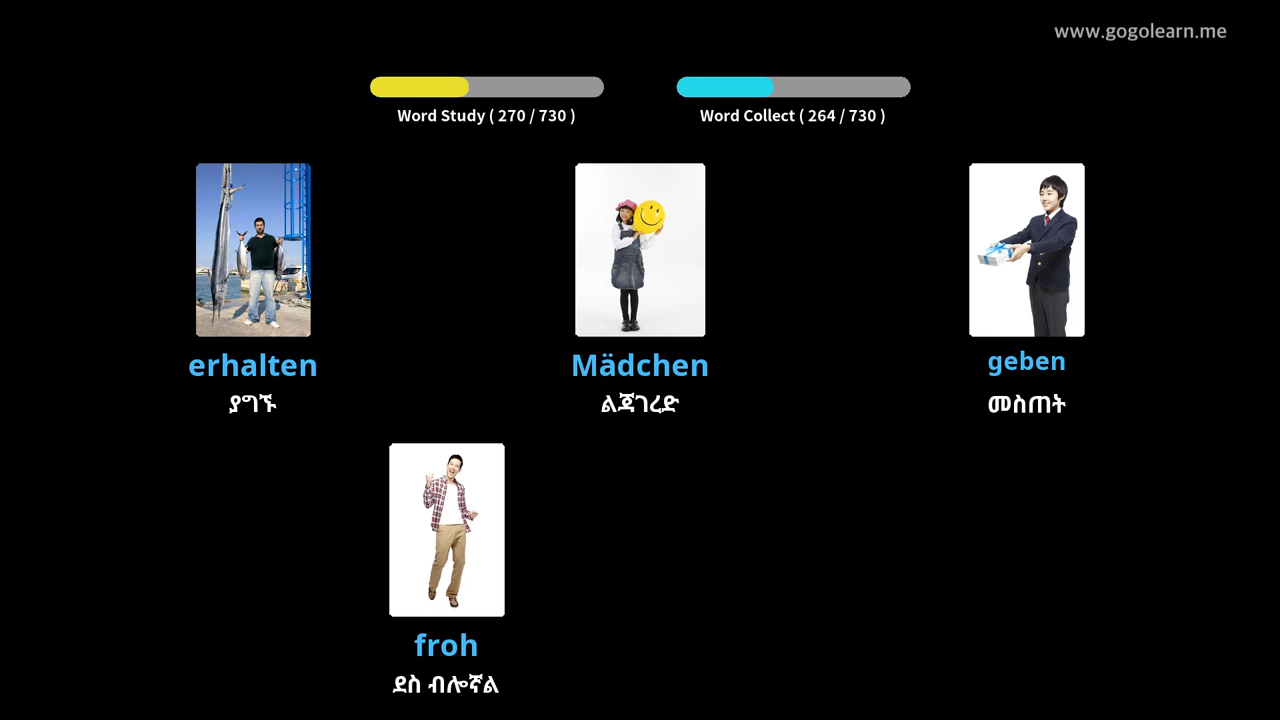 www.gogolearn.me
Word Study ( 270 / 730 )
Word Collect ( 264 / 730 )
erhalten
ያግኙ
Mädchen
ልጃገረድ
geben
መስጠት
froh
ደስ ብሎኛል